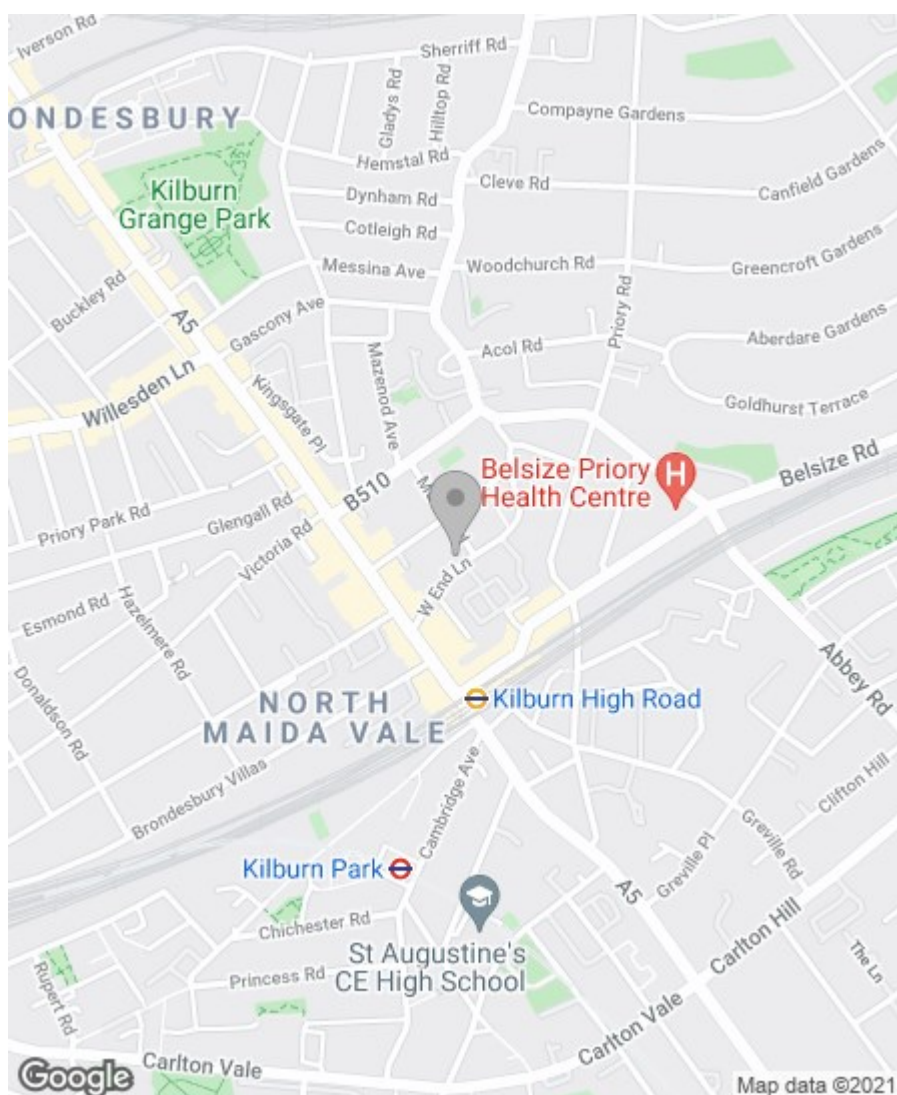 Iverson Rd
Sherriff Rd
Gladys Rd
Hilltop Rd
Compayne Gardens
ONDESBURY
Hemstal Rd
Canfield Gardens
Kilburn
Grange Park
Dynham Rd
Cleve Rd
Cotleigh Rd
Messina Ave
Woodchurch Rd
Greencroft Gardens
Buckley Rd
A5
Gascony Ave
Priory Rd
Aberdare Gardens
Mazenod Ave
Acol Rd
Willesden Ln
Kingsgate Pl
Goldhurst Terrace
Belsize Priory
Health Centre
H
Belsize Rd
B510
Priory Park Rd
Glengall Rd
Victoria Rd
W End Ln
Esmond Rd
Hazelmere Rd
Donaldson Rd
Abbey Rd
NORTH
MAIDA VALE
Kilburn High Road
Brondesbury Villas
Cambridge Ave
Clifton Hill
Greville Pl
Greville Rd
Kilburn Park
A5
Chichester Rd
St Augustine's
CE High School
Carlton Hill
The Ln
Princess Rd
Rupert Rd
Carlton Vale
Carlton Vale
Google
Map data ©2021